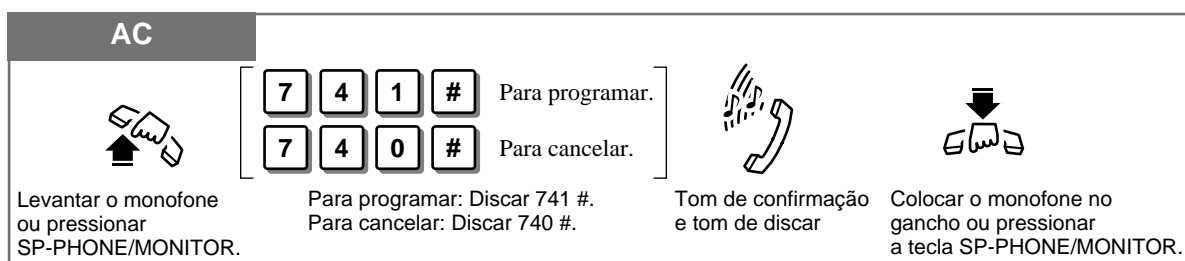 AC
7 4 1 # Para programar.
7 4 0 # Para cancelar.
Levantar o monofone
ou pressionar
SP-PHONE/MONITOR.
Para programar: Discar 741 #.
Para cancelar: Discar 740 #.
Tom de confirmação
e tom de discar
Colocar o monofone no
gancho ou pressionar
a tecla SP-PHONE/MONITOR.